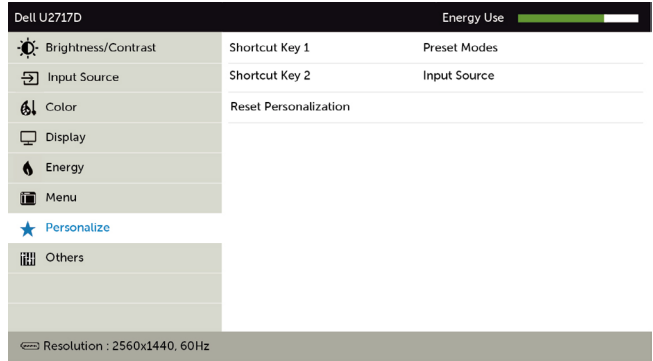 Dell U2717D Energy Use
Brightness/Contrast Shortcut Key 1 Preset Modes
Input Source Shortcut Key 2 Input Source
Color Reset Personalization
Display
Energy
Menu
Personalize
Others
Resolution : 2560x1440, 60Hz